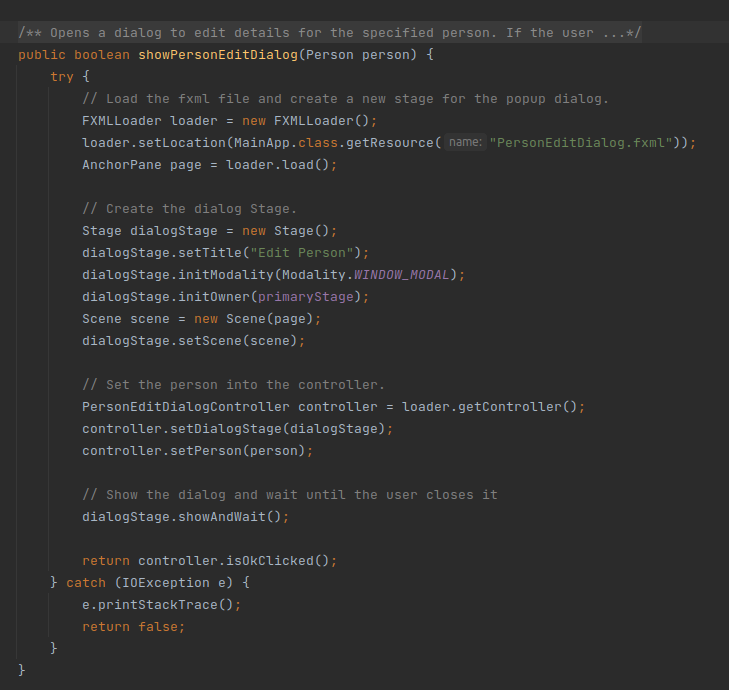 /** Opens a dialog to edit details for the specified person. If the user ...*/
public boolean showPersonEditDialog(Person person) {
    try {
        // Load the fxml file and create a new stage for the popup dialog.
        FXMLLoader loader = new FXMLLoader();
        loader.setLocation(MainApp.class.getResource( name: "PersonEditDialog.fxml"));
        AnchorPane page = loader.load();

        // Create the dialog Stage.
        Stage dialogStage = new Stage();
        dialogStage.setTitle("Edit Person");
        dialogStage.initModality(Modality.WINDOW_MODAL);
        dialogStage.initOwner(primaryStage);
        Scene scene = new Scene(page);
        dialogStage.setScene(scene);

        // Set the person into the controller.
        PersonEditDialogController controller = loader.getController();
        controller.setDialogStage(dialogStage);
        controller.setPerson(person);

        // Show the dialog and wait until the user closes it
        dialogStage.showAndWait();

        return controller.isOkClicked();
    } catch (IOException e) {
        e.printStackTrace();
        return false;
    }
}